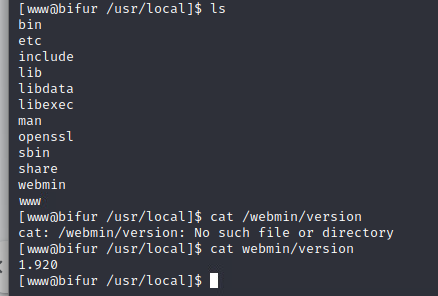 [www@bifur /usr/local]$ ls
bin
etc
include
lib
libdata
libexec
man
openssl
sbin
share
webmin
www
[www@bifur /usr/local]$ cat /webmin/version
cat: /webmin/version: No such file or directory
[www@bifur /usr/local]$ cat webmin/version
1.920
[www@bifur /usr/local]$